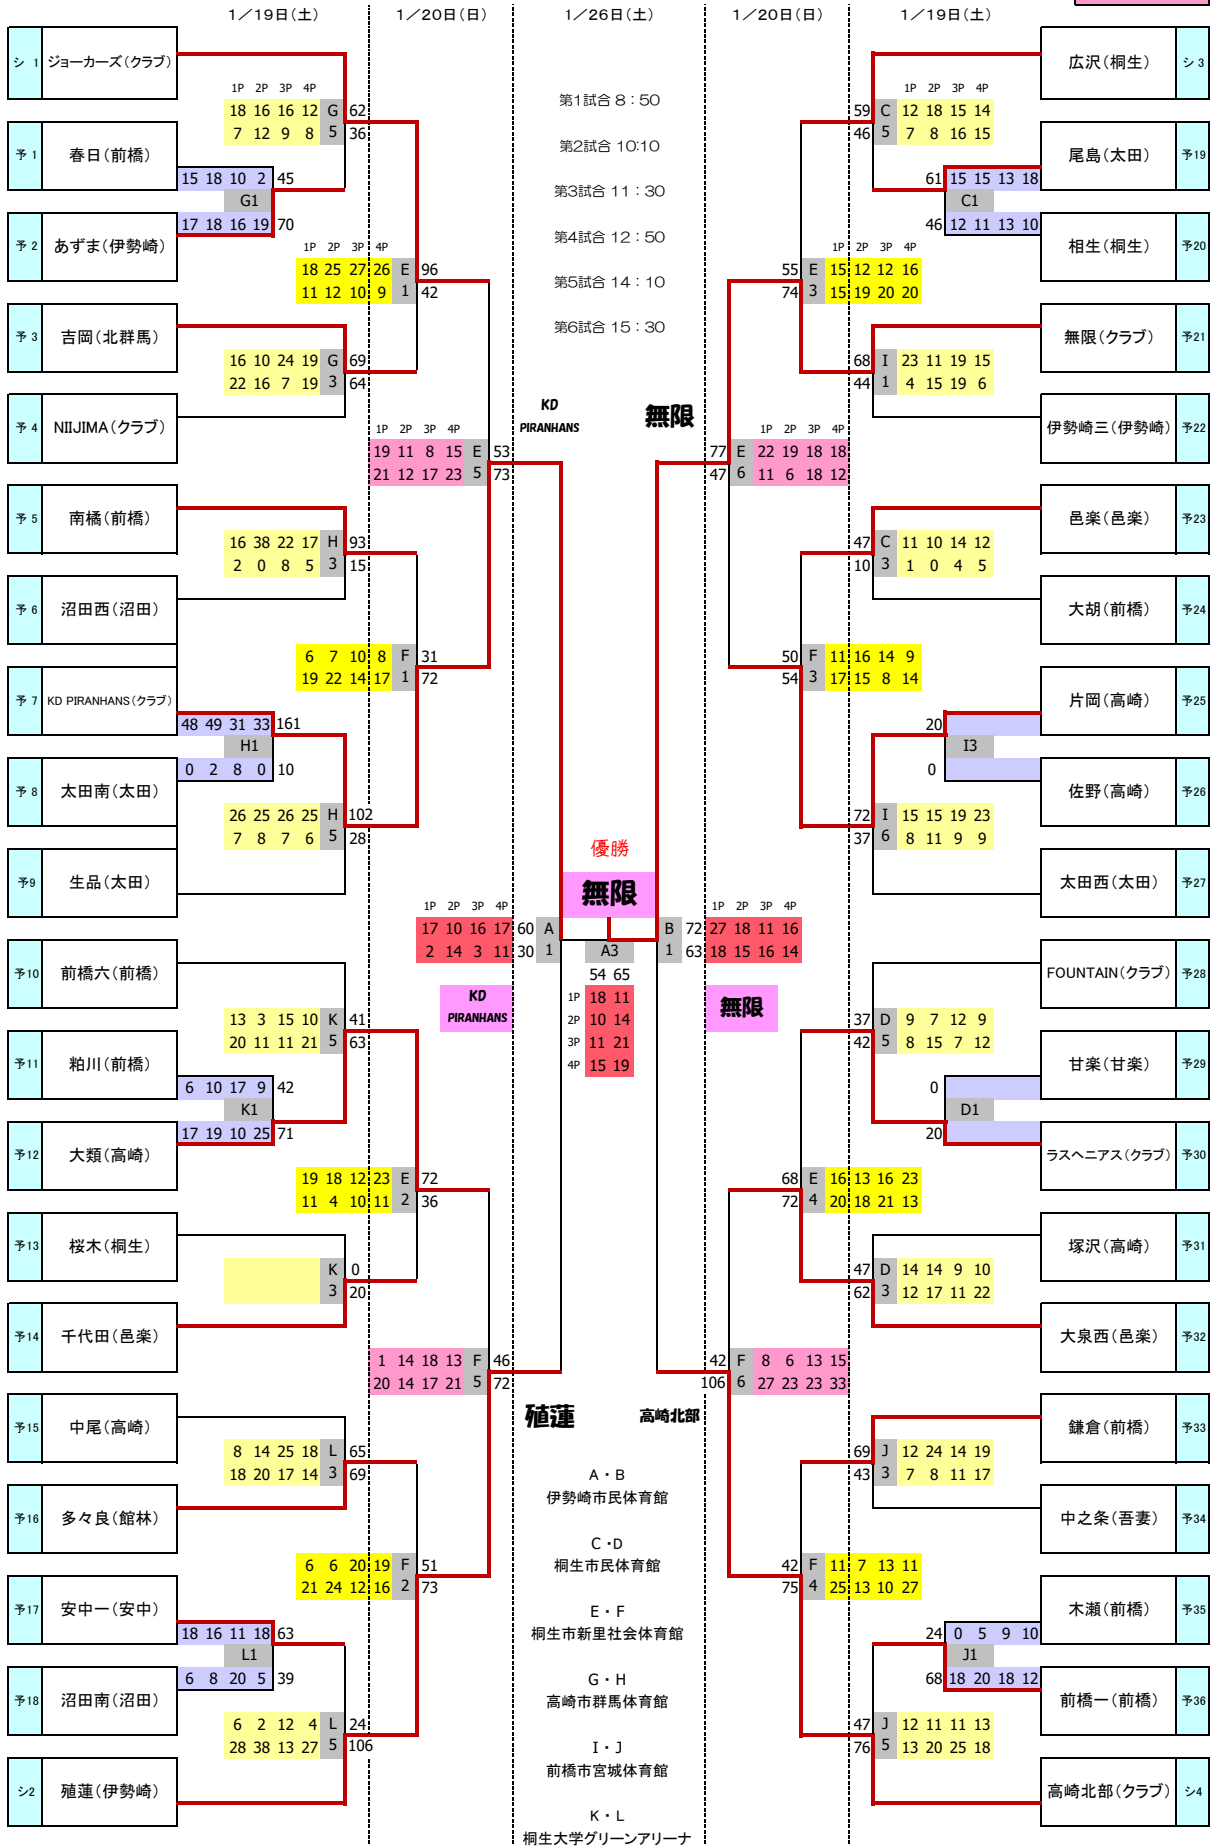 1／19日(土) 1／20日(日) 1／26日(土) 1／20日(日) 1／19日(土)
シ 1 ジョーカーズ(クラブ)
予 1 春日(前橋)
予 2 あずま(伊勢崎)
予 3 吉岡(北群馬)
予 4 NIIJIMA(クラブ)
予 5 南橘(前橋)
予 6 沼田西(沼田)
予 7 KD PIRANHANS(クラブ)
予 8 太田南(太田)
予9 生品(太田)
予10 前橋六(前橋)
予11 粕川(前橋)
予12 大類(高崎)
予13 桜木(桐生)
予14 千代田(邑楽)
予15 中尾(高崎)
予16 多々良(館林)
予17 安中一(安中)
予18 沼田南(沼田)
シ2 殖蓮(伊勢崎)
1P 2P 3P 4P
18 16 16 12 G 62
7 12 9 8 5 36
15 18 10 2 45
G1
17 18 16 19 70
16 10 24 19 G 69
22 16 7 19 3 64
16 38 22 17 H 93
2 0 8 5 3 15
48 49 31 33 161
H1
0 2 8 0 10
26 25 26 25 H 102
7 8 7 6 5 28
13 3 15 10 K 41
20 11 11 21 5 63
6 10 17 9 42
K1
17 19 10 25 71
K 0
3 20
8 14 25 18 L 65
18 20 17 14 3 69
18 16 11 18 63
L1
6 8 20 5 39
6 2 12 4 L 24
28 38 13 27 5 106
1P 2P 3P 4P
18 25 27 26 E 96
11 12 10 9 1 42
6 7 10 8 F 31
19 22 14 17 1 72
19 18 12 23 E 72
11 4 10 11 2 36
6 6 20 19 F 51
21 24 12 16 2 73
1P 2P 3P 4P
19 11 8 15 E 53
21 12 17 23 5 73
1 14 18 13 F 46
20 14 17 21 5 72
第1試合 8：50
第2試合 10:10
第3試合 11：30
第4試合 12：50
第5試合 14：10
第6試合 15：30
KD
PIRANHANS
無限
優勝
無限
1P 2P 3P 4P
17 10 16 17 60 A
2 14 3 11 30 1
1P 2P 3P 4P
B 72 27 18 11 16
1 63 18 15 16 14
A3
54 65
1P 18 11
2P 10 14
3P 11 21
4P 15 19
KD
PIRANHANS
無限
殖蓮
高崎北部
A・B
伊勢崎市民体育館
C・D
桐生市民体育館
E・F
桐生市新里社会体育館
G・H
高崎市群馬体育館
I・J
前橋市宮城体育館
K・L
桐生大学グリーンアリーナ
1P 2P 3P 4P
77 E 22 19 18 18
47 6 11 6 18 12
42 F 8 6 13 15
106 6 27 23 23 33
1P 2P 3P 4P
55 E 15 12 12 16
74 3 15 19 20 20
50 F 11 16 14 9
54 3 17 15 8 14
68 E 16 13 16 23
72 4 20 18 21 13
42 F 11 7 13 11
75 4 25 13 10 27
1P 2P 3P 4P
59 C 12 18 15 14
46 5 7 8 16 15
61 15 15 13 18
C1
46 12 11 13 10
68 I 23 11 19 15
44 1 4 15 19 6
47 C 11 10 14 12
10 3 1 0 4 5
20
I3
0
72 I 15 15 19 23
37 6 8 11 9 9
37 D 9 7 12 9
42 5 8 15 7 12
0
D1
20
47 D 14 14 9 10
62 3 12 17 11 22
69 J 12 24 14 19
43 3 7 8 11 17
24 0 5 9 10
J1
68 18 20 18 12
47 J 12 11 11 13
76 5 13 20 25 18
広沢(桐生) シ 3
尾島(太田) 予19
相生(桐生) 予20
無限(クラブ) 予21
伊勢崎三(伊勢崎) 予22
邑楽(邑楽) 予23
大胡(前橋) 予24
片岡(高崎) 予25
佐野(高崎) 予26
太田西(太田) 予27
FOUNTAIN(クラブ) 予28
甘楽(甘楽) 予29
ラスヘニアス(クラブ) 予30
塚沢(高崎) 予31
大泉西(邑楽) 予32
鎌倉(前橋) 予33
中之条(吾妻) 予34
木瀬(前橋) 予35
前橋一(前橋) 予36
高崎北部(クラブ) シ4